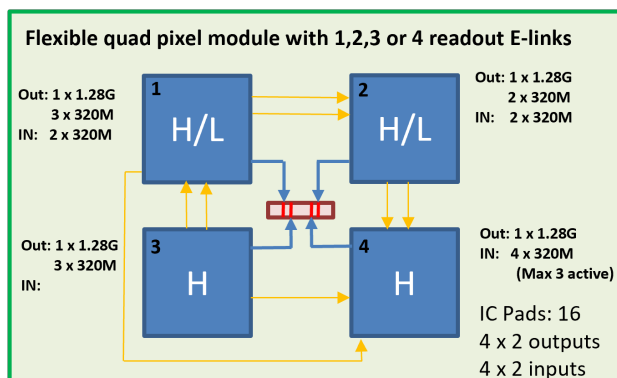 Flexible quad pixel module with 1,2,3 or 4 readout E-links
Out: 1 x 1.28G
3 x 320M
IN: 2 x 320M
1
H/L
2
H/L
Out: 1 x 1.28G
2 x 320M
IN: 2 x 320M
Out: 1 x 1.28G
3 x 320M
IN:
3
H
4
H
Out: 1 x 1.28G
IN: 4 x 320M
(Max 3 active)
IC Pads: 16
4 x 2 outputs
4 x 2 inputs